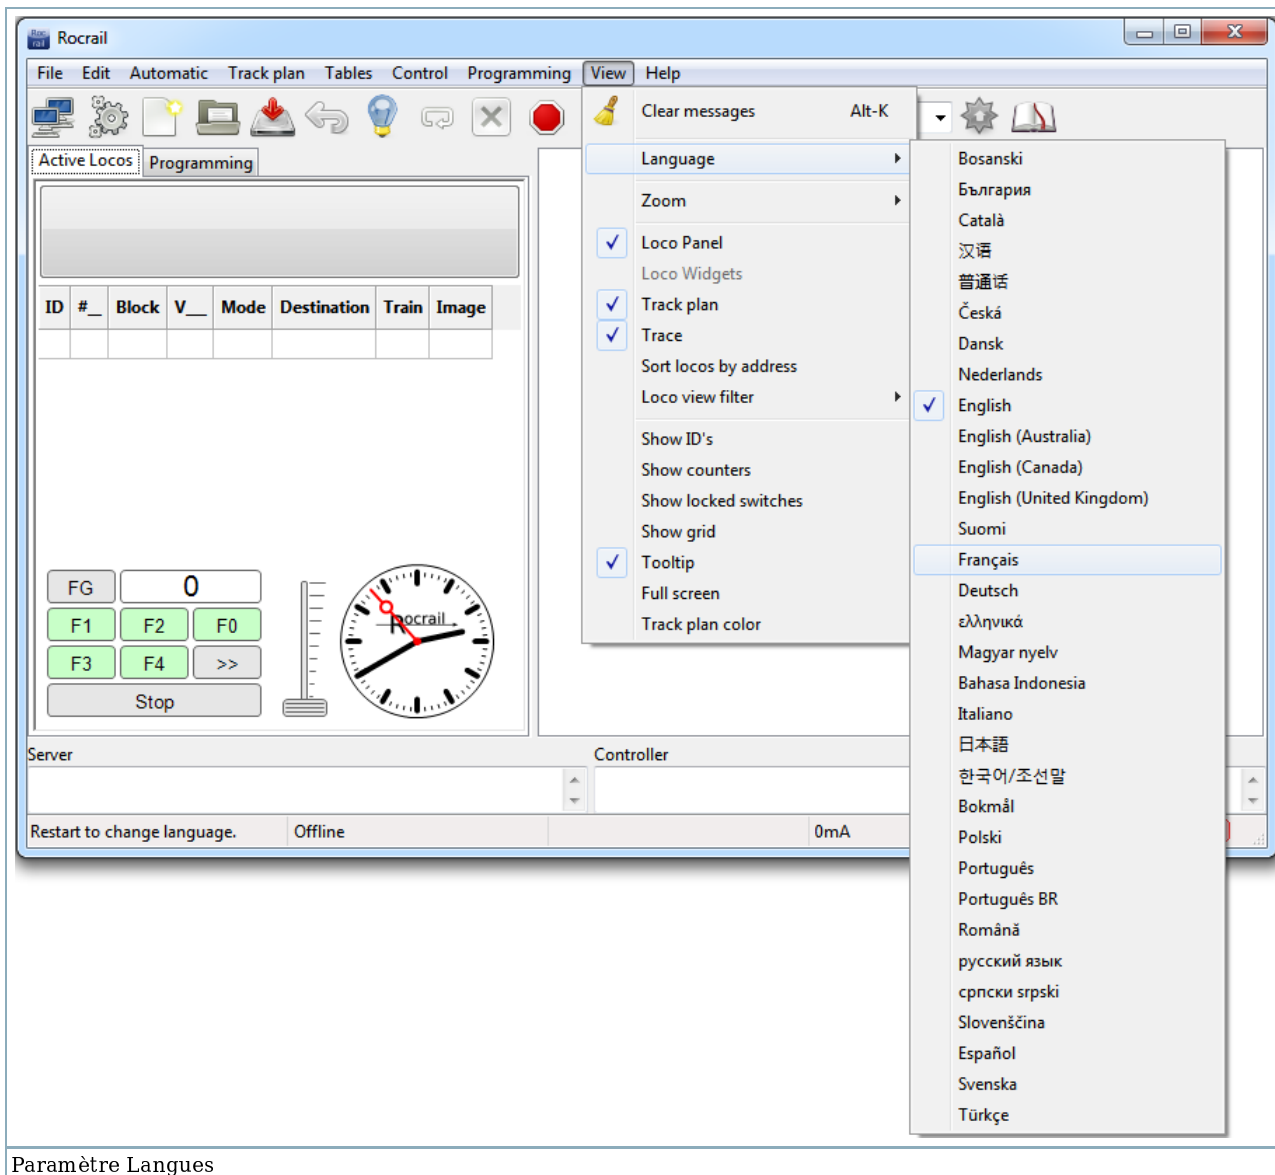 Rocrail
File Edit Automatic Track plan Tables Control Programming View Help
Active Locos Programming
ID #__ Block V__ Mode Destination Train Image
FG 0
F1 F2 F0
F3 F4 >>
Stop
Rocrail
Clear messages Alt-K
Language
Zoom
Loco Panel
Loco Widgets
Track plan
Trace
Sort locos by address
Loco view filter
Show ID's
Show counters
Show locked switches
Show grid
Tooltip
Full screen
Track plan color
Bosanski
България
Català
汉语
普通话
Česká
Dansk
Nederlands
English
English (Australia)
English (Canada)
English (United Kingdom)
Suomi
Français
Deutsch
ελληνικά
Magyar nyelv
Bahasa Indonesia
Italiano
日本語
한국어/조선말
Bokmål
Polski
Português
Português BR
Română
русский язык
српски srpski
Slovenščina
Español
Svenska
Türkçe
Server Controller
Restart to change language. Offline 0mA
Paramètre Langues